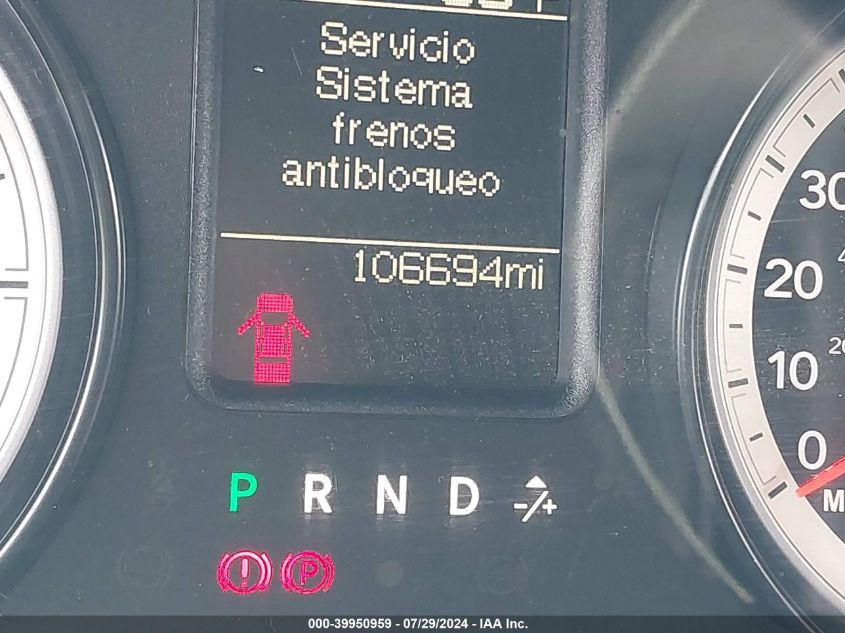 Servicio
Sistema
frenos
antibloqueo
106694mi
30
20
10
0
P R N D -/+
! P
000-39950959 - 07/29/2024 - IAA Inc.